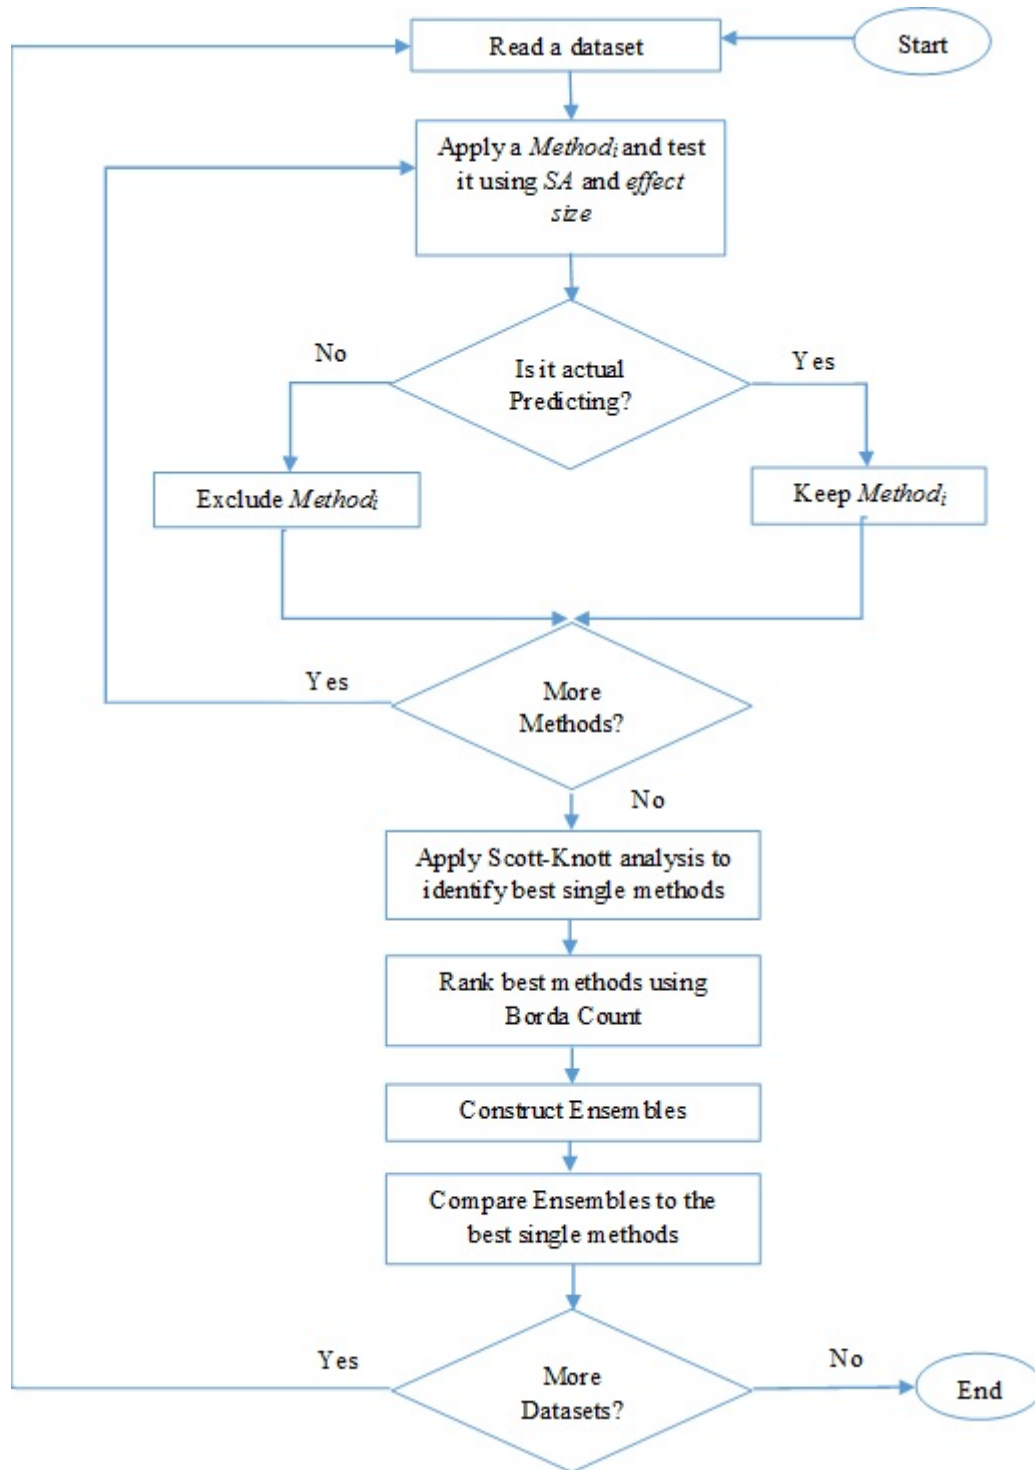 Read a dataset
Start
Apply a Methodi and test
it using SA and effect
size
No
Yes
Is it actual
Predicting?
Exclude Methodi
Keep Methodi
Yes
More
Methods?
No
Apply Scott-Knott analysis to
identify best single methods
Rank best methods using
Borda Count
Construct Ensembles
Compare Ensembles to the
best single methods
Yes
No
More
Datasets?
End